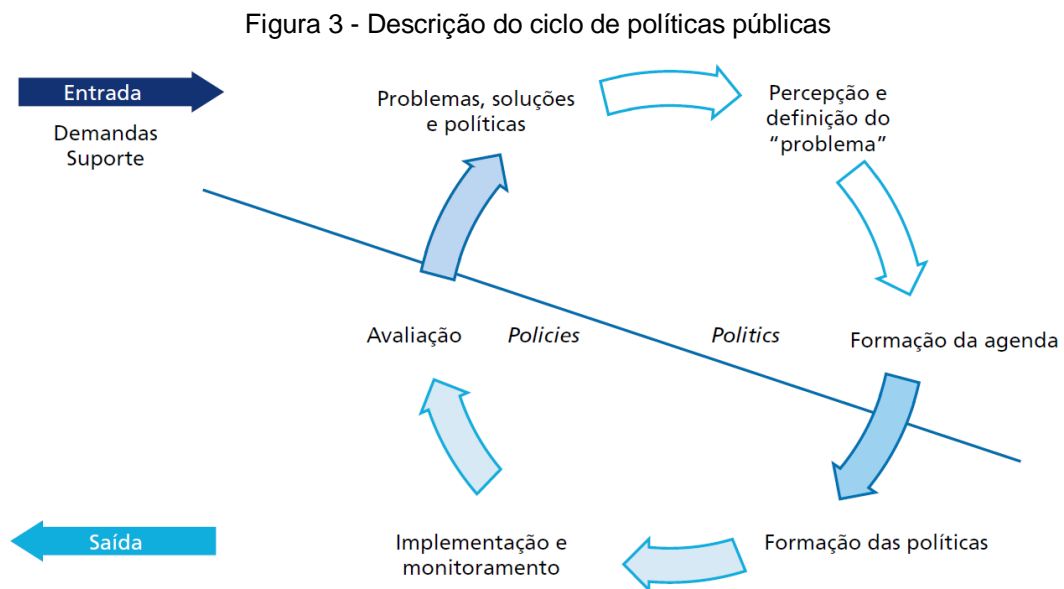 Figura 3 - Descrição do ciclo de políticas públicas
Entrada
Demandas
Suporte
Problemas, soluções
e políticas
Percepção e
definição do
“problema”
Avaliação
Policies
Politics
Formação da agenda
Saída
Implementação e
monitoramento
Formação das políticas